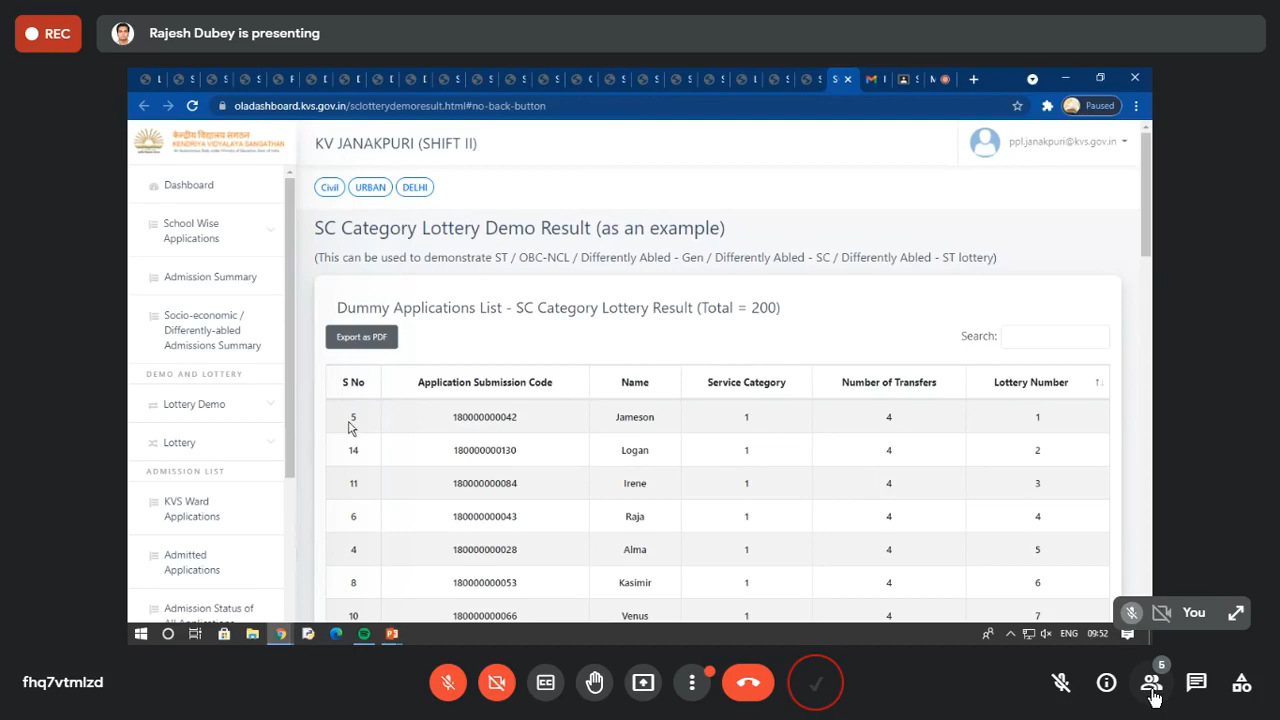 REC
Rajesh Dubey is presenting
oladashboard.kvs.gov.in/sclotterydemoresult.html#no-back-button
Paused
केन्द्रीय विद्यालय संगठन
KENDRIYA VIDYALAYA SANGATHAN
KV JANAKPURI (SHIFT II)
ppl.janakpuri@kvs.gov.in
Civil URBAN DELHI
Dashboard
School Wise
Applications
Admission Summary
Socio-economic /
Differently-abled
Admissions Summary
DEMO AND LOTTERY
Lottery Demo
Lottery
ADMISSION LIST
KVS Ward
Applications
Admitted
Applications
Admission Status of
All Applications
SC Category Lottery Demo Result (as an example)
(This can be used to demonstrate ST / OBC-NCL / Differently Abled - Gen / Differently Abled - SC / Differently Abled - ST lottery)
Dummy Applications List - SC Category Lottery Result (Total = 200)
Export as PDF
Search:
S No Application Submission Code Name Service Category Number of Transfers Lottery Number
5 180000000042 Jameson 1 4 1
14 180000000130 Logan 1 4 2
11 180000000084 Irene 1 4 3
6 180000000043 Raja 1 4 4
4 180000000028 Alma 1 4 5
8 180000000053 Kasimir 1 4 6
10 180000000066 Venus 1 4 7
You
ENG 09:52
fhq7vtmlzd
5